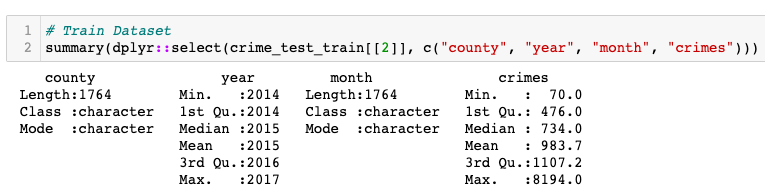 1 # Train Dataset
2 summary(dplyr::select(crime_test_train[[2]], c("county", "year", "month", "crimes")))
county year month crimes
Length:1764 Min. :2014 Length:1764 Min. : 70.0
Class :character 1st Qu.:2014 Class :character 1st Qu.: 476.0
Mode :character Median :2015 Mode :character Median : 734.0
Mean :2015 Mean : 983.7
3rd Qu.:2016 3rd Qu.:1107.2
Max. :2017 Max. :8194.0